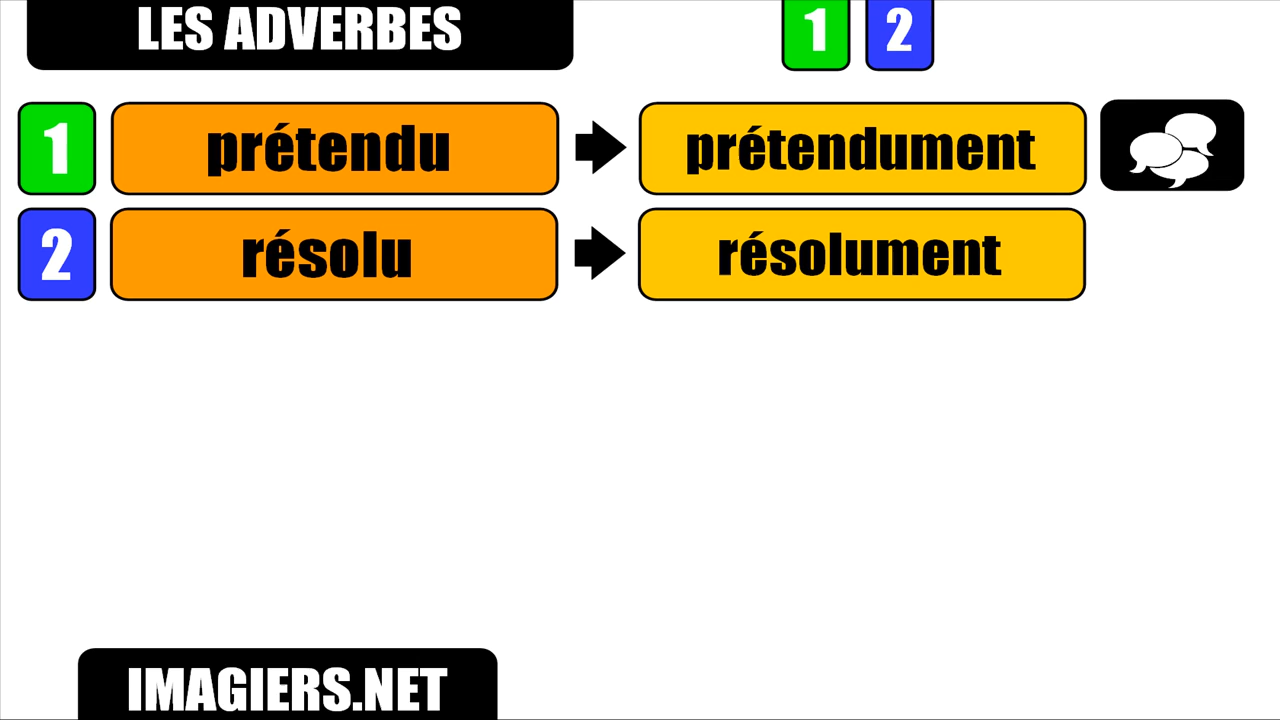 LES ADVERBES
1 2
1 prétendu prétendument
2 résolu résolument
IMAGIERS.NET